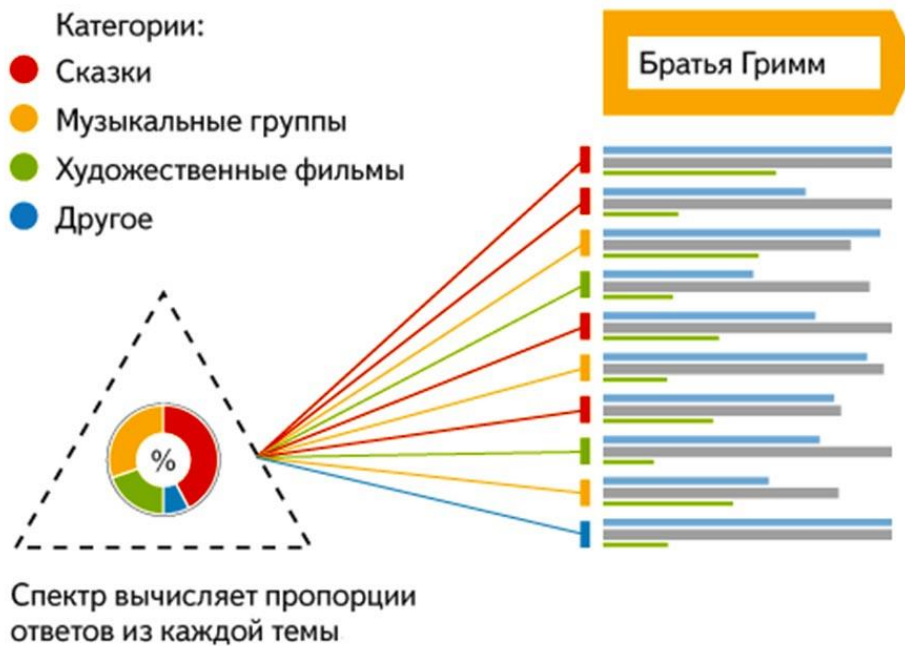 Категории:
Сказки
Музыкальные группы
Художественные фильмы
Другое
Братья Гримм
%
Спектр вычисляет пропорции
ответов из каждой темы